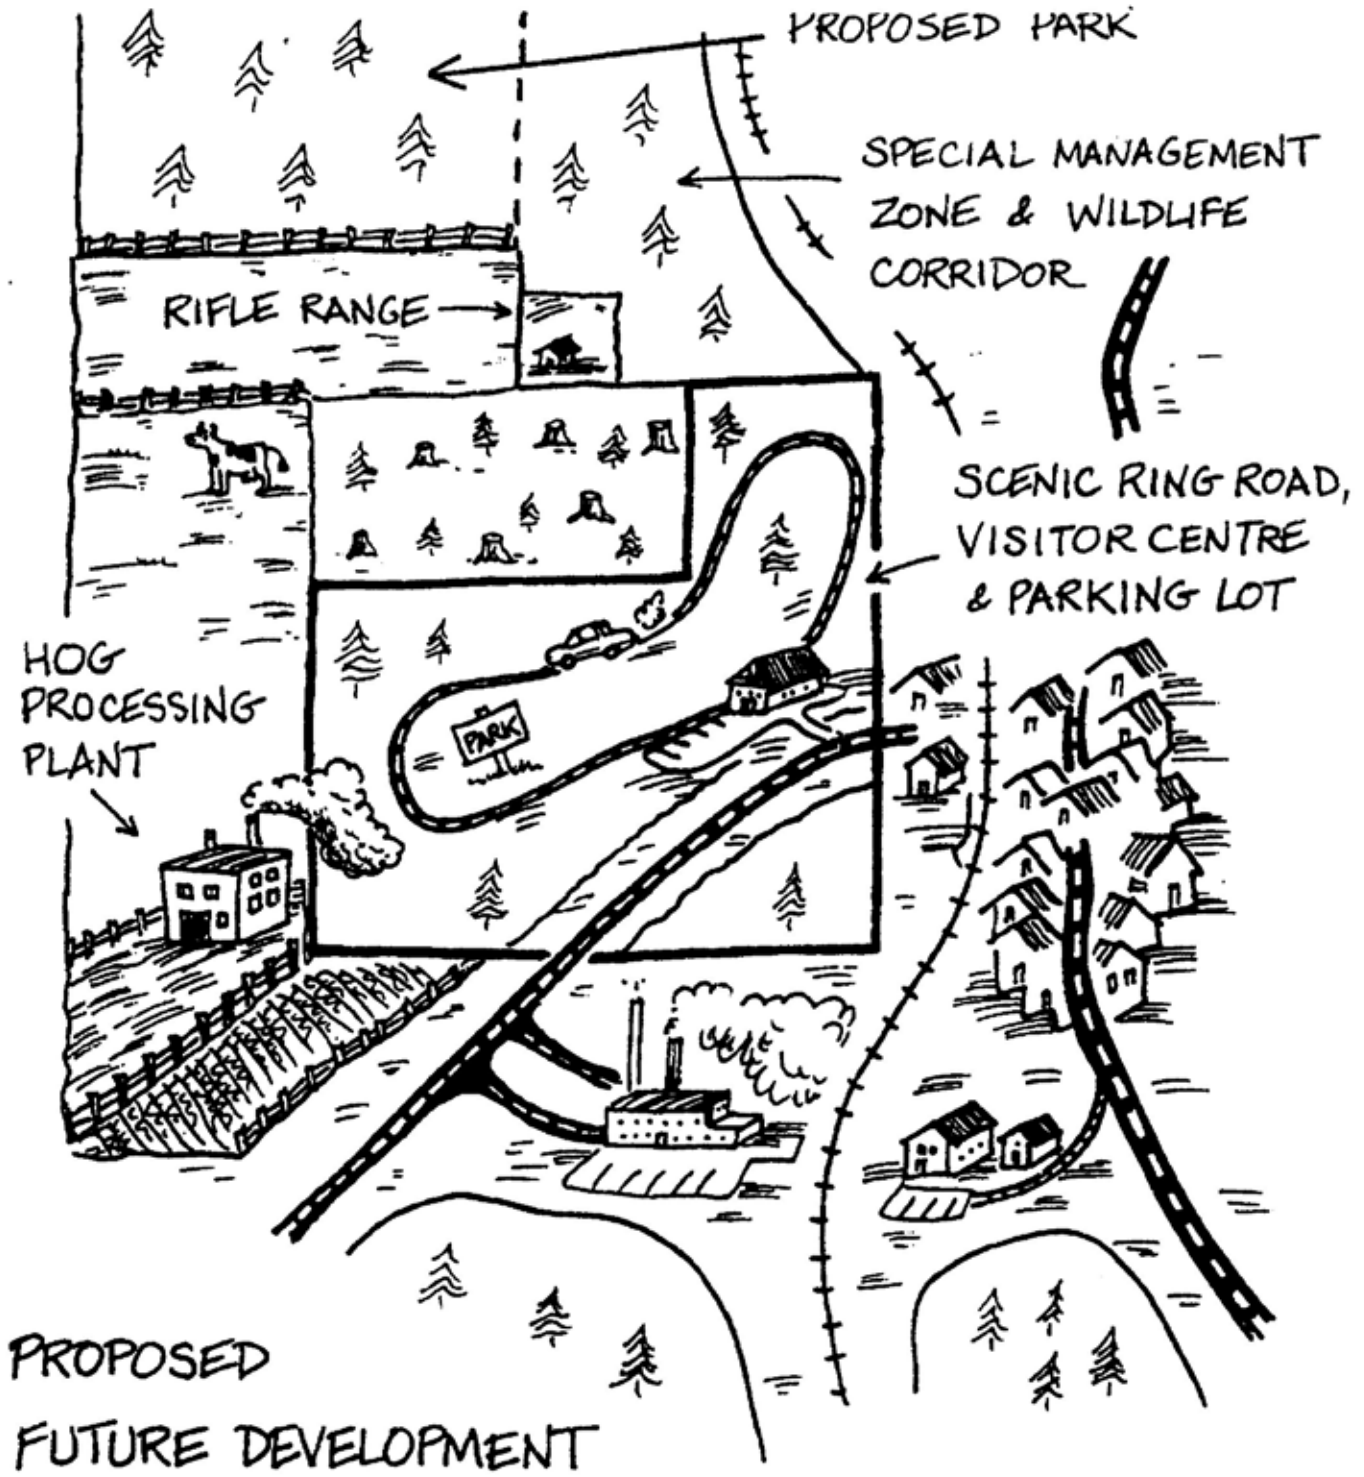 PROPOSED PARK
SPECIAL MANAGEMENT
ZONE & WILDLIFE
CORRIDOR
RIFLE RANGE
SCENIC RING ROAD,
VISITOR CENTRE
& PARKING LOT
HOG
PROCESSING
PLANT
PARK
PROPOSED
FUTURE DEVELOPMENT